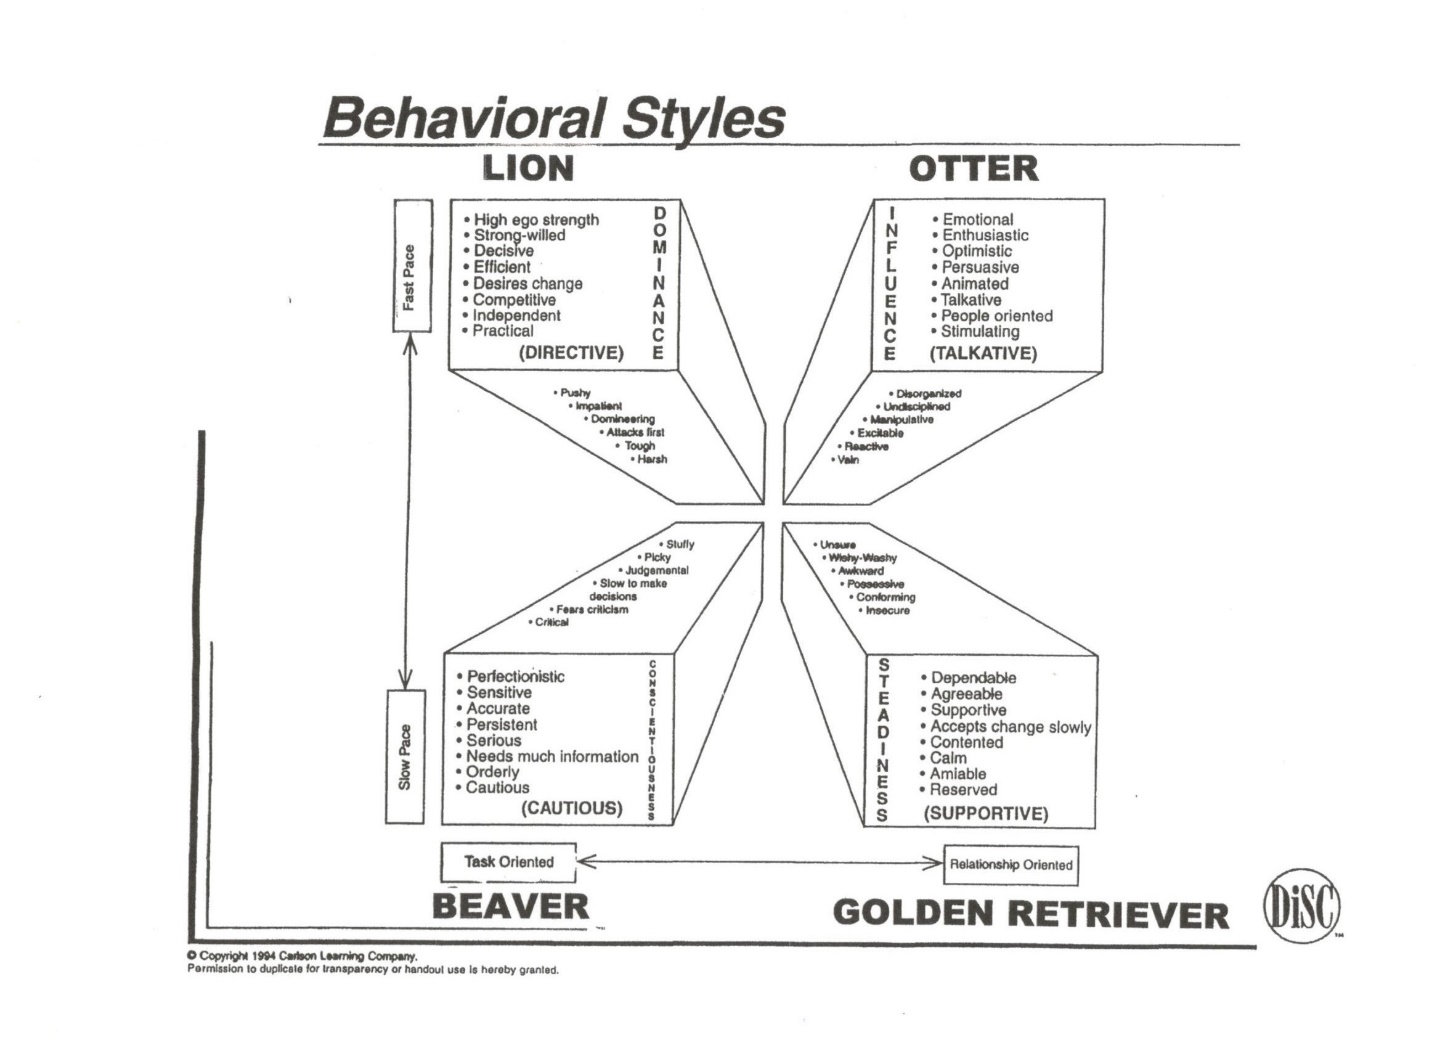 Behavioral Styles
LION
OTTER
Fast Pace
• High ego strength
• Strong-willed
• Decisive
• Efficient
• Desires change
• Competitive
• Independent
• Practical
(DIRECTIVE)
DOMINANCE
• Pushy
• Impatient
• Domineering
• Attacks first
• Tough
• Harsh
INFLUENCE
• Emotional
• Enthusiastic
• Optimistic
• Persuasive
• Animated
• Talkative
• People oriented
• Stimulating
(TALKATIVE)
• Disorganized
• Undisciplined
• Manipulative
• Excitable
• Reactive
• Vain
• Stuffy
• Picky
• Judgemental
• Slow to make
decisions
• Fears criticism
• Critical
Slow Pace
• Perfectionistic
• Sensitive
• Accurate
• Persistent
• Serious
• Needs much information
• Orderly
• Cautious
(CAUTIOUS)
CONSCIENTIOUSNESS
• Unsure
• Wishy-Washy
• Awkward
• Possessive
• Conforming
• Insecure
STEADINESS
• Dependable
• Agreeable
• Supportive
• Accepts change slowly
• Contented
• Calm
• Amiable
• Reserved
(SUPPORTIVE)
Task Oriented
Relationship Oriented
BEAVER
GOLDEN RETRIEVER
DiSC™
© Copyright 1994 Carlson Learning Company.
Permission to duplicate for transparency or handout use is hereby granted.